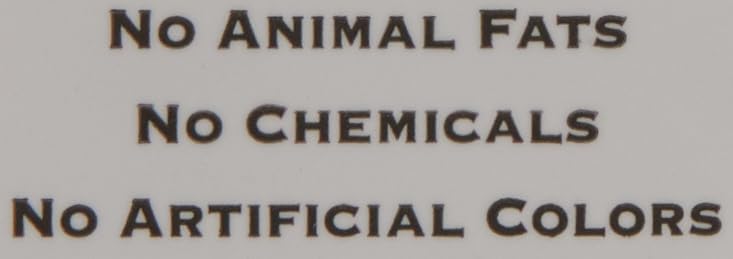 No Animal Fats
No Chemicals
No Artificial Colors